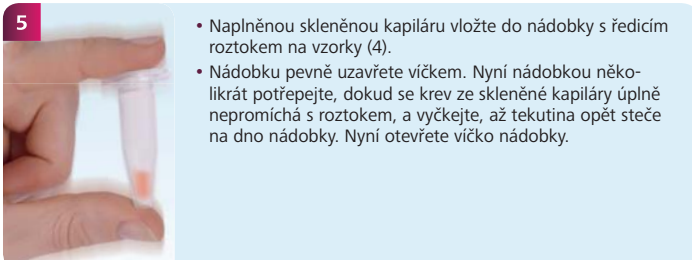 5
• Naplněnou skleněnou kapiláru vložte do nádobky s ředicím
roztokem na vzorky (4).
• Nádobku pevně uzavřete víčkem. Nyní nádobkou něko-
likrát potřepejte, dokud se krev ze skleněné kapiláry úplně
nepromíchá s roztokem, a vyčkejte, až tekutina opět steče
na dno nádobky. Nyní otevřete víčko nádobky.